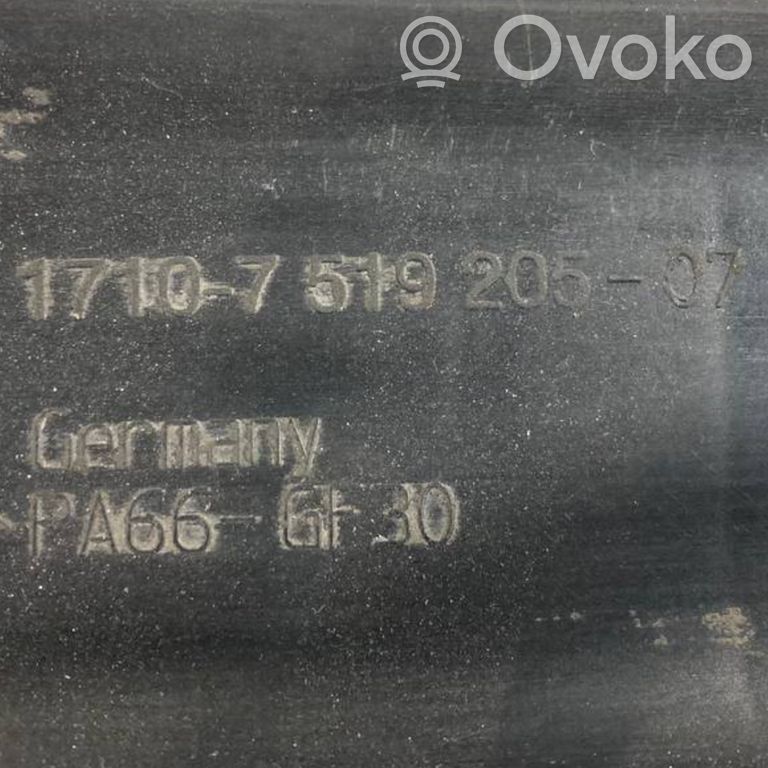 Ovoko
1710-7 519 205-07
Germany
>PA66-GF30